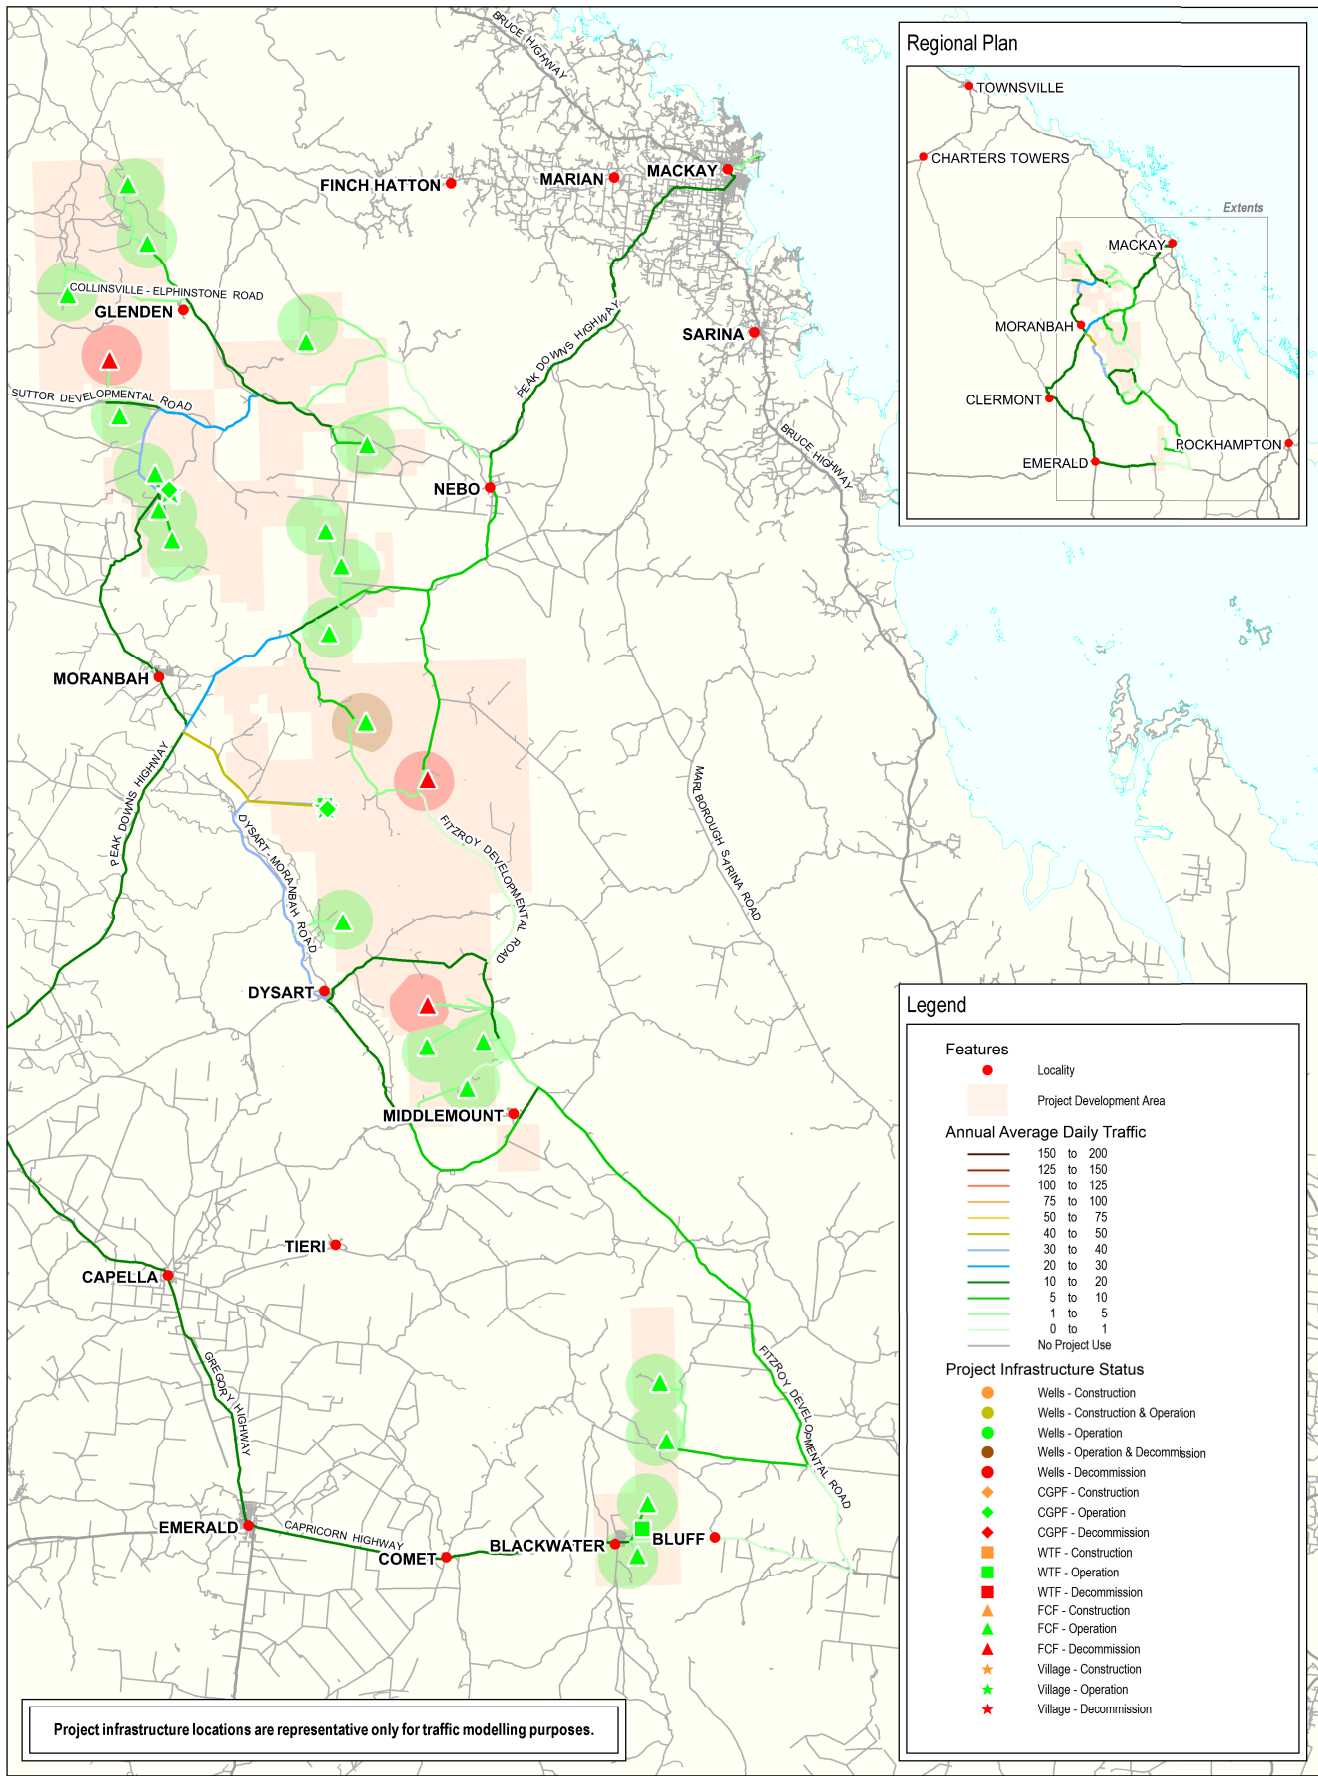 BRUCE HIGHWAY
FINCH HATTON
MARIAN
MACKAY
COLLINSVILLE - ELPHINSTONE ROAD
GLENDEN
SARINA
PEAK DOWNS HIGHWAY
SUTTOR DEVELOPMENTAL ROAD
BRUCE HIGHWAY
NEBO
MORANBAH
PEAK DOWNS HIGHWAY
MARLBOROUGH SARINA ROAD
DYSART - MORANBAH ROAD
FITZROY DEVELOPMENTAL ROAD
DYSART
MIDDLEMOUNT
TIERI
CAPELLA
GREGORY HIGHWAY
FITZROY DEVELOPMENTAL ROAD
EMERALD
CAPRICORN HIGHWAY
COMET
BLACKWATER
BLUFF
Project infrastructure locations are representative only for traffic modelling purposes.
Regional Plan
TOWNSVILLE
CHARTERS TOWERS
Extents
MACKAY
MORANBAH
CLERMONT
ROCKHAMPTON
EMERALD
Legend
Features
Locality
Project Development Area
Annual Average Daily Traffic
150 to 200
125 to 150
100 to 125
75 to 100
50 to 75
40 to 50
30 to 40
20 to 30
10 to 20
5 to 10
1 to 5
0 to 1
No Project Use
Project Infrastructure Status
Wells - Construction
Wells - Construction & Operation
Wells - Operation
Wells - Operation & Decommission
Wells - Decommission
CGPF - Construction
CGPF - Operation
CGPF - Decommission
WTF - Construction
WTF - Operation
WTF - Decommission
FCF - Construction
FCF - Operation
FCF - Decommission
Village - Construction
Village - Operation
Village - Decommission